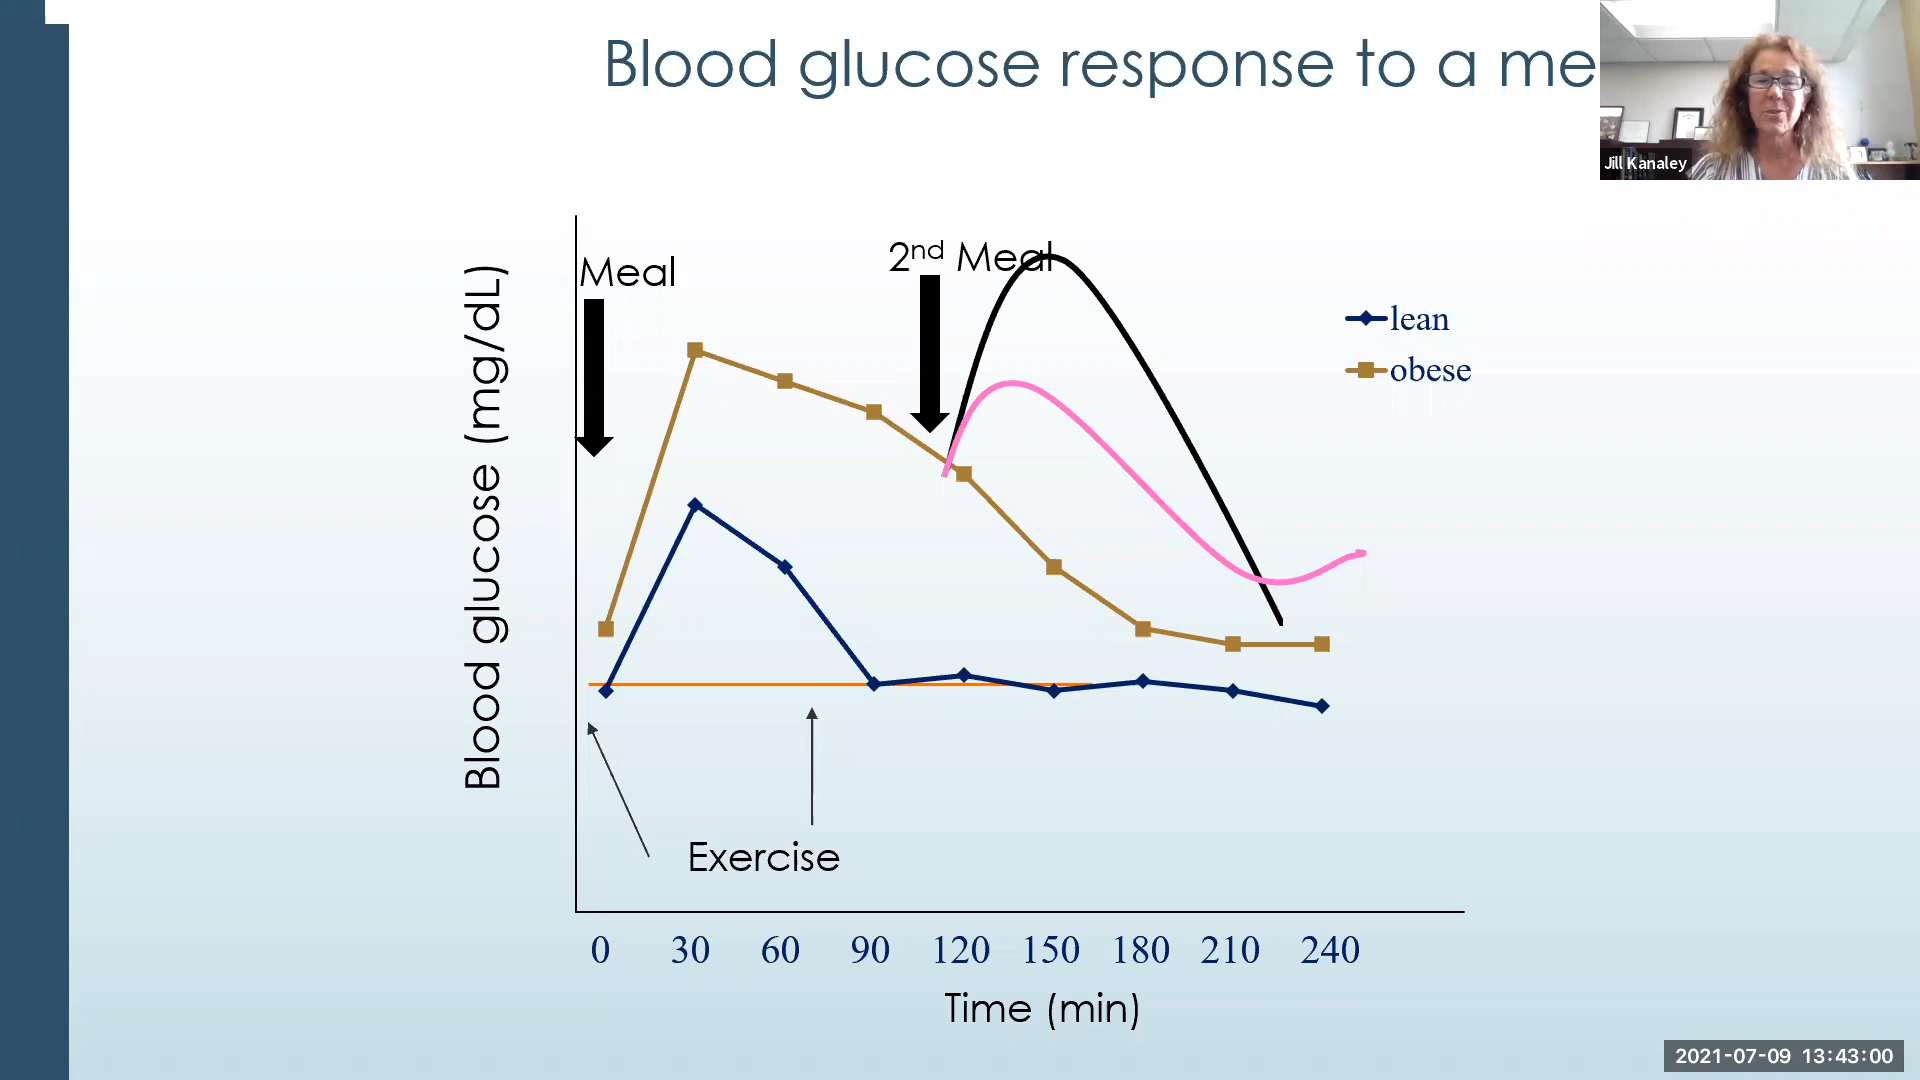 Blood glucose response to a me
Jill Kanaley
Meal
2nd Meal
lean
obese
Blood glucose (mg/dL)
Exercise
0 30 60 90 120 150 180 210 240
Time (min)
2021-07-09 13:43:00